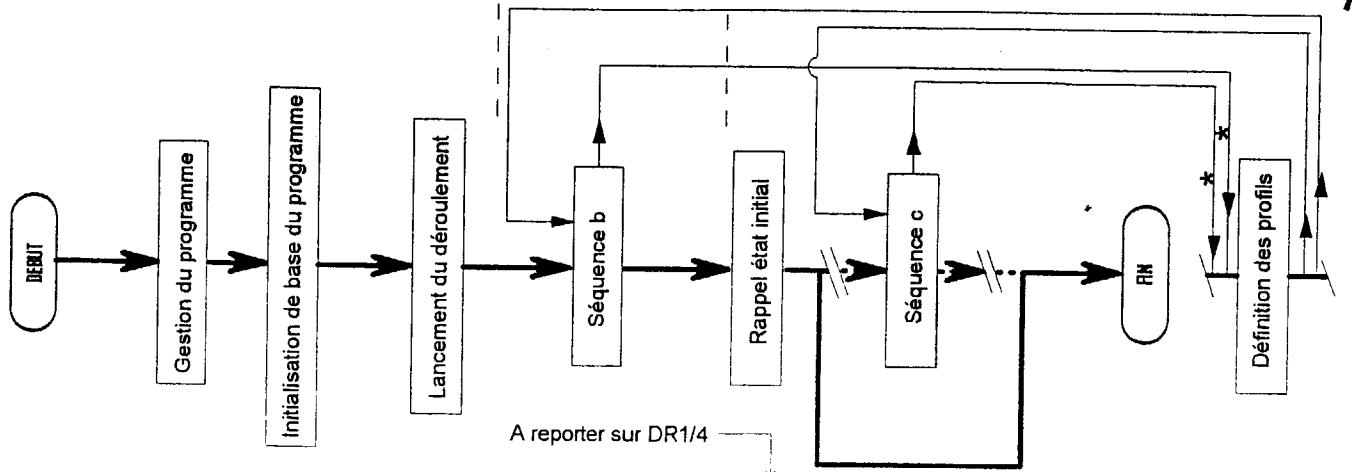 DEBUT
Gestion du programme
Initialisation de base du programme
Lancement du déroulement
Séquence b
Rappel état initial
Séquence c
FIN
Définition des profils
A reporter sur DR1/4
*
*